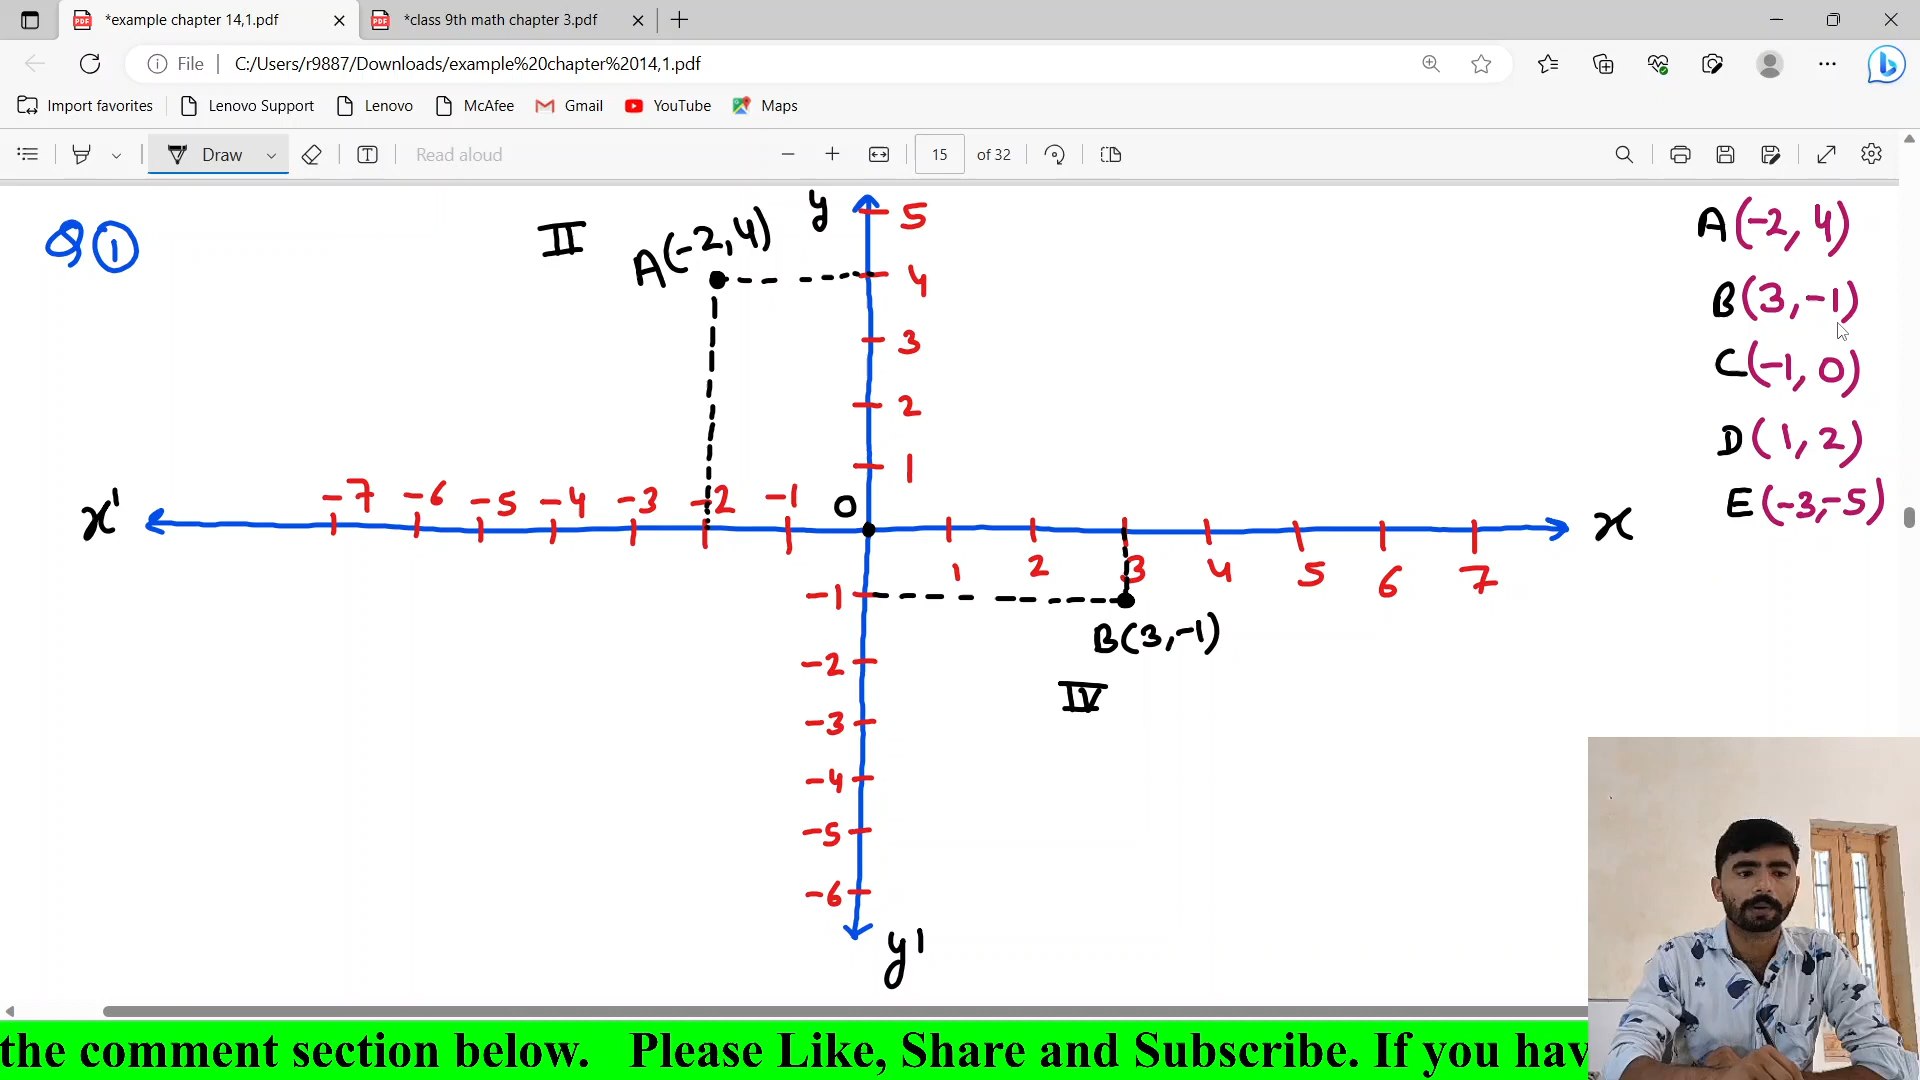 *example chapter 14,1.pdf
*class 9th math chapter 3.pdf
File
C:/Users/r9887/Downloads/example%20chapter%2014,1.pdf
Import favorites
Lenovo Support
Lenovo
McAfee
Gmail
YouTube
Maps
Draw
Read aloud
15 of 32
Q 1
II
A(-2,4)
y
5
4
3
2
1
A(-2, 4)
B(3,-1)
C(-1, 0)
D(1, 2)
E(-3,-5)
x'
-7 -6 -5 -4 -3 -2 -1 0
x
1 2 3 4 5 6 7
-1
B(3,-1)
-2
IV
-3
-4
-5
-6
y'
the comment section below. Please Like, Share and Subscribe. If you hav